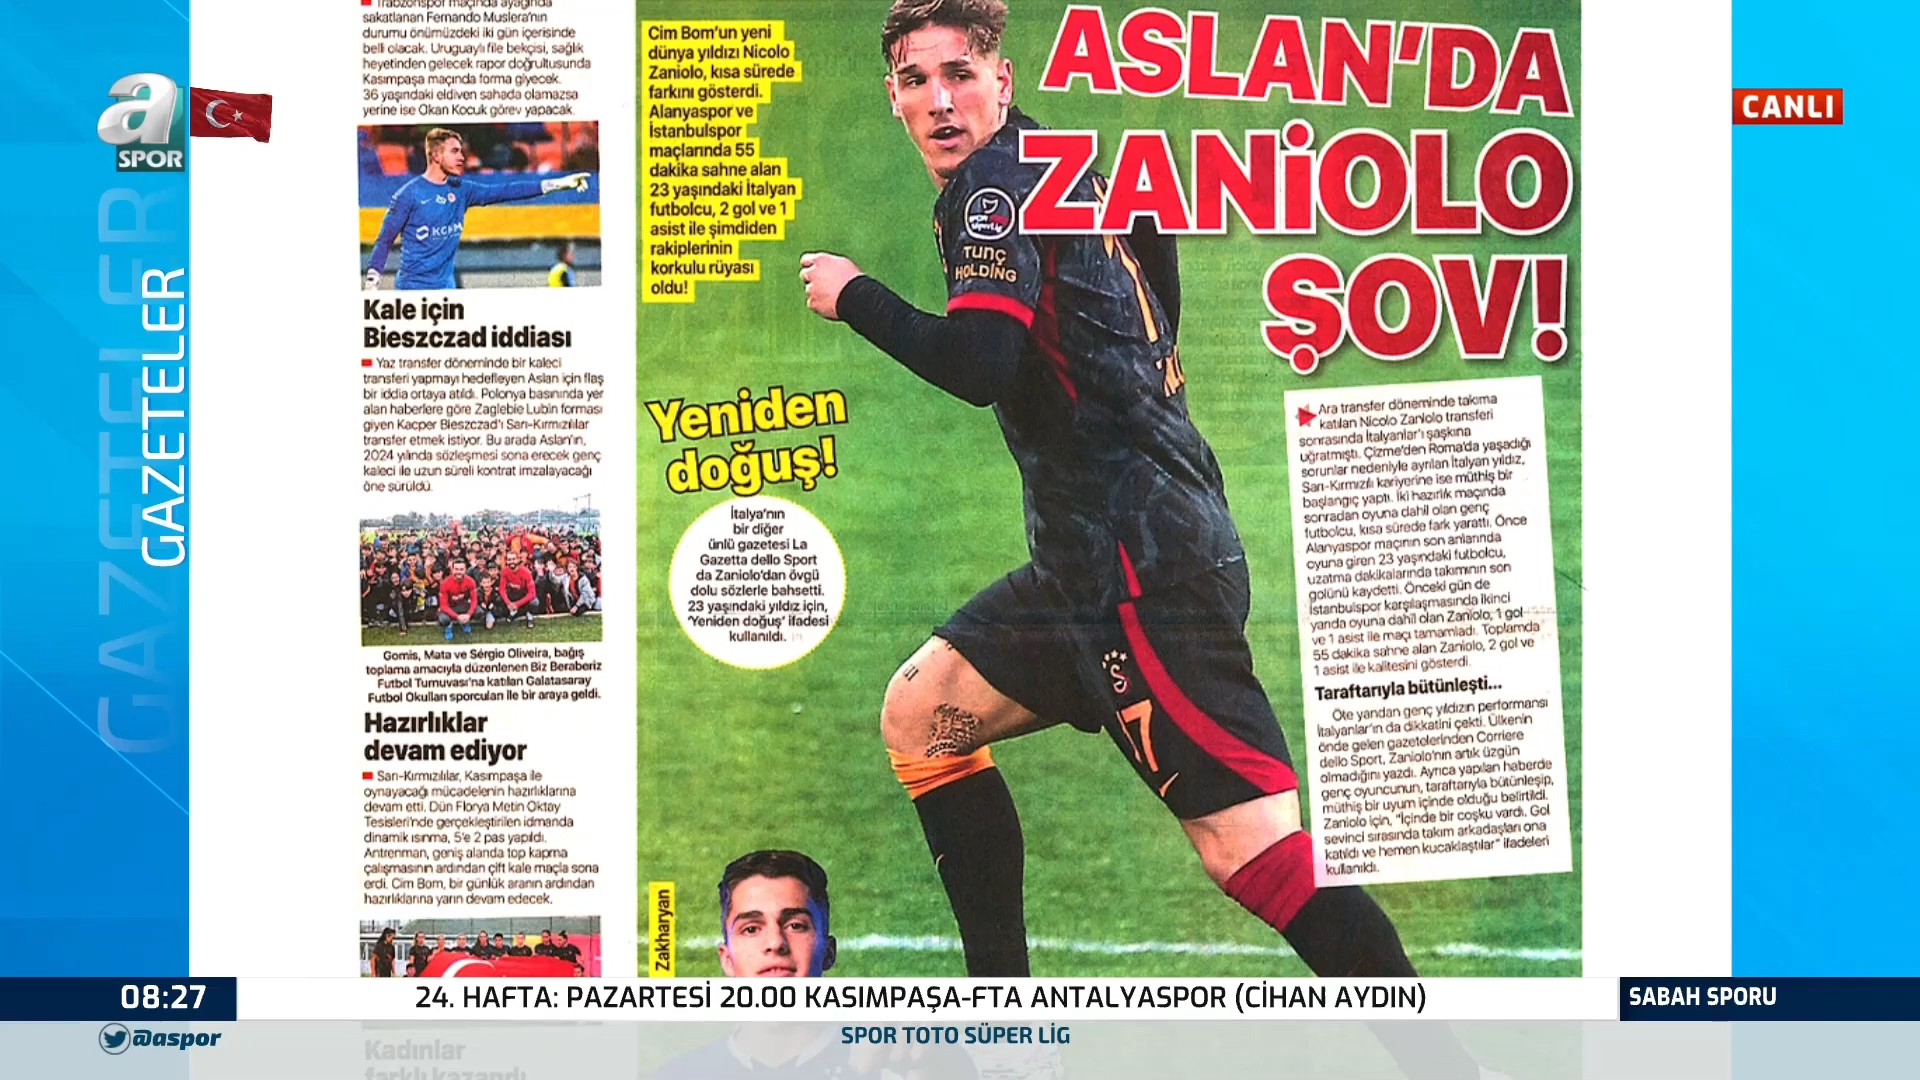 a
SPOR
GAZETELER
GAZETELER
CANLI
Trabzonspor maçında ayağında
sakatlanan Fernando Muslera'nın
durumu önümüzdeki iki gün içerisinde
belli olacak. Uruguaylı file bekçisi, sağlık
heyetinden gelecek rapor doğrultusunda
Kasımpaşa maçında forma giyecek.
36 yaşındaki eldiven sahada olamazsa
yerine ise Okan Kocuk görev yapacak.
Kale için
Bieszczad iddiası
Yaz transfer döneminde bir kaleci
transferi yapmayı hedefleyen Aslan için flaş
bir iddia ortaya atıldı. Polonya basınında yer
alan haberlere göre Zaglebie Lubin forması
giyen Kacper Bieszczad'ı Sarı-Kırmızılılar
transfer etmek istiyor. Bu arada Aslan'ın,
2024 yılında sözleşmesi sona erecek genç
kaleci ile uzun süreli kontrat imzalayacağı
öne sürüldü.
Gomis, Mata ve Sérgio Oliveira, bağış
toplama amacıyla düzenlenen Biz Beraberiz
Futbol Turnuvası'na katılan Galatasaray
Futbol Okulları sporcuları ile bir araya geldi.
Hazırlıklar
devam ediyor
Sarı-Kırmızılılar, Kasımpaşa ile
oynayacağı mücadelenin hazırlıklarına
devam etti. Dün Florya Metin Oktay
Tesisleri'nde gerçekleştirilen idmanda
dinamik ısınma, 5'e 2 pas yapıldı.
Antrenman, geniş alanda top kapma
çalışmasının ardından çift kale maçla sona
erdi. Cim Bom, bir günlük aranın ardından
hazırlıklarına yarın devam edecek.
Kadınlar
farklı kazandı
Cim Bom'un yeni
dünya yıldızı Nicolo
Zaniolo, kısa sürede
farkını gösterdi.
Alanyaspor ve
İstanbulspor
maçlarında 55
dakika sahne alan
23 yaşındaki İtalyan
futbolcu, 2 gol ve 1
asist ile şimdiden
rakiplerinin
korkulu rüyası
oldu!
ASLAN'DA
ZANiOLO
ŞOV!
TUNÇ
HOLDING
17
Yeniden
doğuş!
İtalya'nın
bir diğer
ünlü gazetesi La
Gazetta dello Sport
da Zaniolo'dan övgü
dolu sözlerle bahsetti.
23 yaşındaki yıldız için,
'Yeniden doğuş' ifadesi
kullanıldı.
Ara transfer döneminde takıma
katılan Nicolo Zaniolo transferi
sonrasında İtalyanlar'ı şaşkına
uğratmıştı. Çizme'den Roma'da yaşadığı
sorunlar nedeniyle ayrılan İtalyan yıldız,
Sarı-Kırmızılı kariyerine ise müthiş bir
başlangıç yaptı. İki hazırlık maçında
sonradan oyuna dahil olan genç
futbolcu, kısa sürede fark yarattı. Önce
Alanyaspor maçının son anlarında
oyuna giren 23 yaşındaki futbolcu,
uzatma dakikalarında takımının son
golünü kaydetti. Önceki gün de
İstanbulspor karşılaşmasında ikinci
yarıda oyuna dahil olan Zaniolo, 1 gol
ve 1 asist ile maçı tamamladı. Toplamda
55 dakika sahne alan Zaniolo, 2 gol ve
1 asist ile kalitesini gösterdi.
Taraftarıyla bütünleşti...
Öte yandan genç yıldızın performansı
İtalyanlar'ın da dikkatini çekti. Ülkenin
önde gelen gazetelerinden Corriere
dello Sport, Zaniolo'nın artık üzgün
olmadığını yazdı. Ayrıca yapılan haberde
genç oyuncunun, taraftarıyla bütünleşip,
müthiş bir uyum içinde olduğu belirtildi.
Zaniolo için, "İçinde bir coşku vardı. Gol
sevinci sırasında takım arkadaşları ona
katıldı ve hemen kucaklaştılar" ifadeleri
kullanıldı.
Zakharyan
08:27
24. HAFTA: PAZARTESİ 20.00 KASIMPAŞA-FTA ANTALYASPOR (CİHAN AYDIN)
SABAH SPORU
@aspor
SPOR TOTO SÜPER LİG